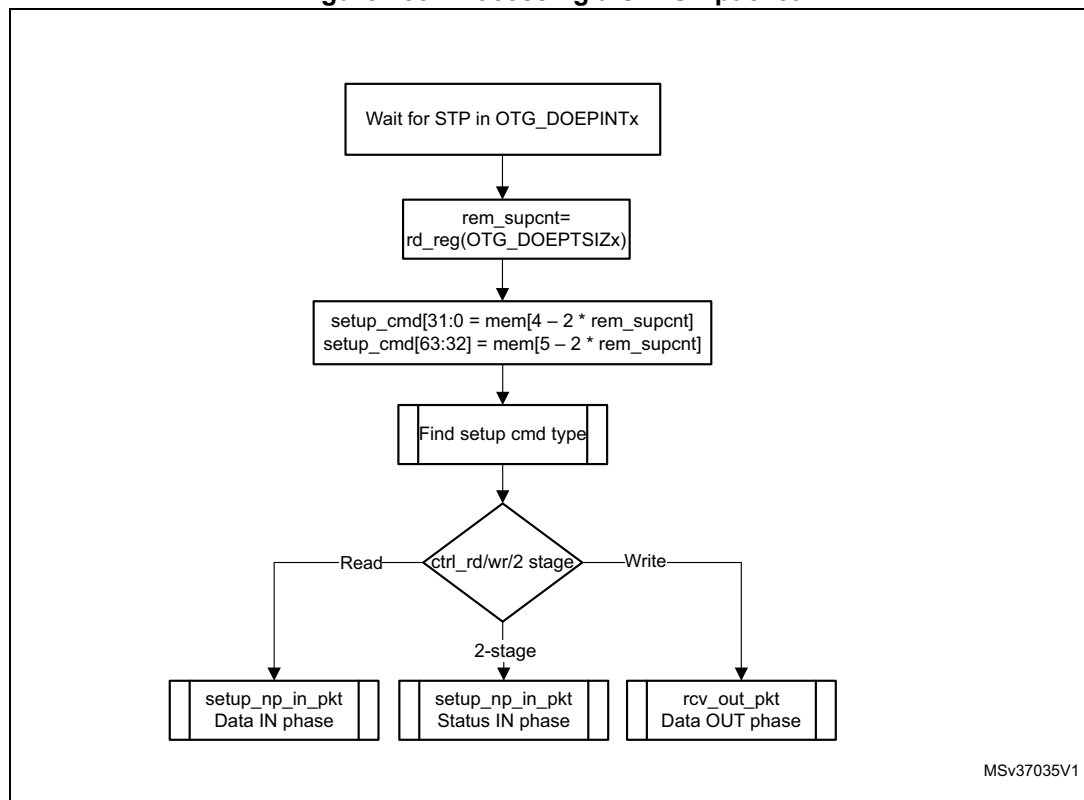 Wait for STP in OTG_DOEPINTx
rem_supcnt=
rd_reg(OTG_DOEPTSIZx)
setup_cmd[31:0 = mem[4 – 2 * rem_supcnt]
setup_cmd[63:32] = mem[5 – 2 * rem_supcnt]
Find setup cmd type
Read
ctrl_rd/wr/2 stage
Write
2-stage
setup_np_in_pkt
Data IN phase
setup_np_in_pkt
Status IN phase
rcv_out_pkt
Data OUT phase
MSv37035V1